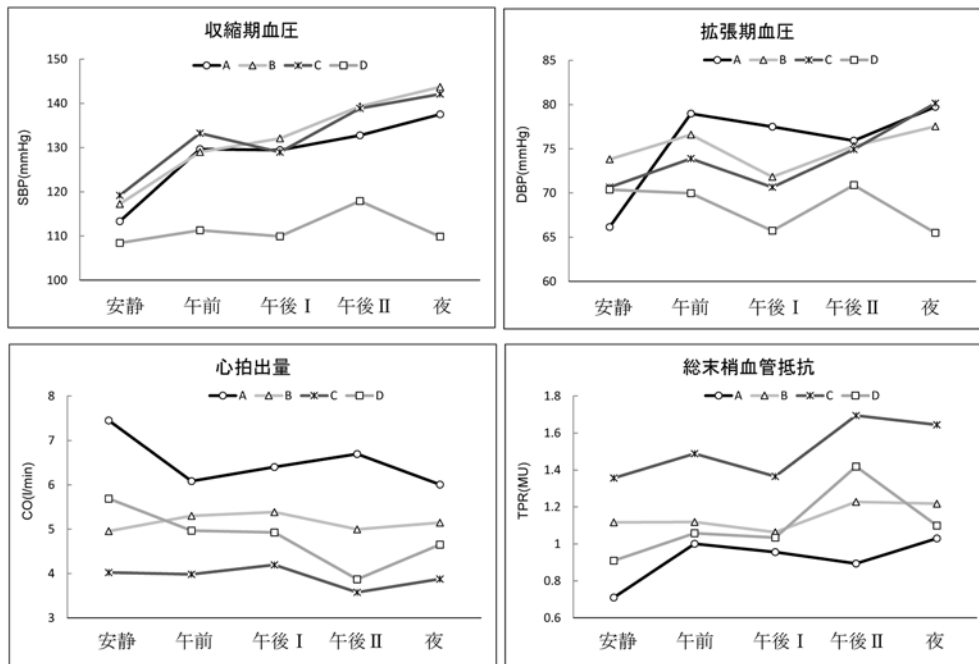 収縮期血圧
A B C D
SBP(mmHg)
150
140
130
120
110
100
安静 午前 午後Ⅰ 午後Ⅱ 夜
拡張期血圧
A B C D
DBP(mmHg)
85
80
75
70
65
60
安静 午前 午後Ⅰ 午後Ⅱ 夜
心拍出量
A B C D
CO(l/min)
8
7
6
5
4
3
安静 午前 午後Ⅰ 午後Ⅱ 夜
総末梢血管抵抗
A B C D
TPR(MU)
1.8
1.6
1.4
1.2
1
0.8
0.6
安静 午前 午後Ⅰ 午後Ⅱ 夜